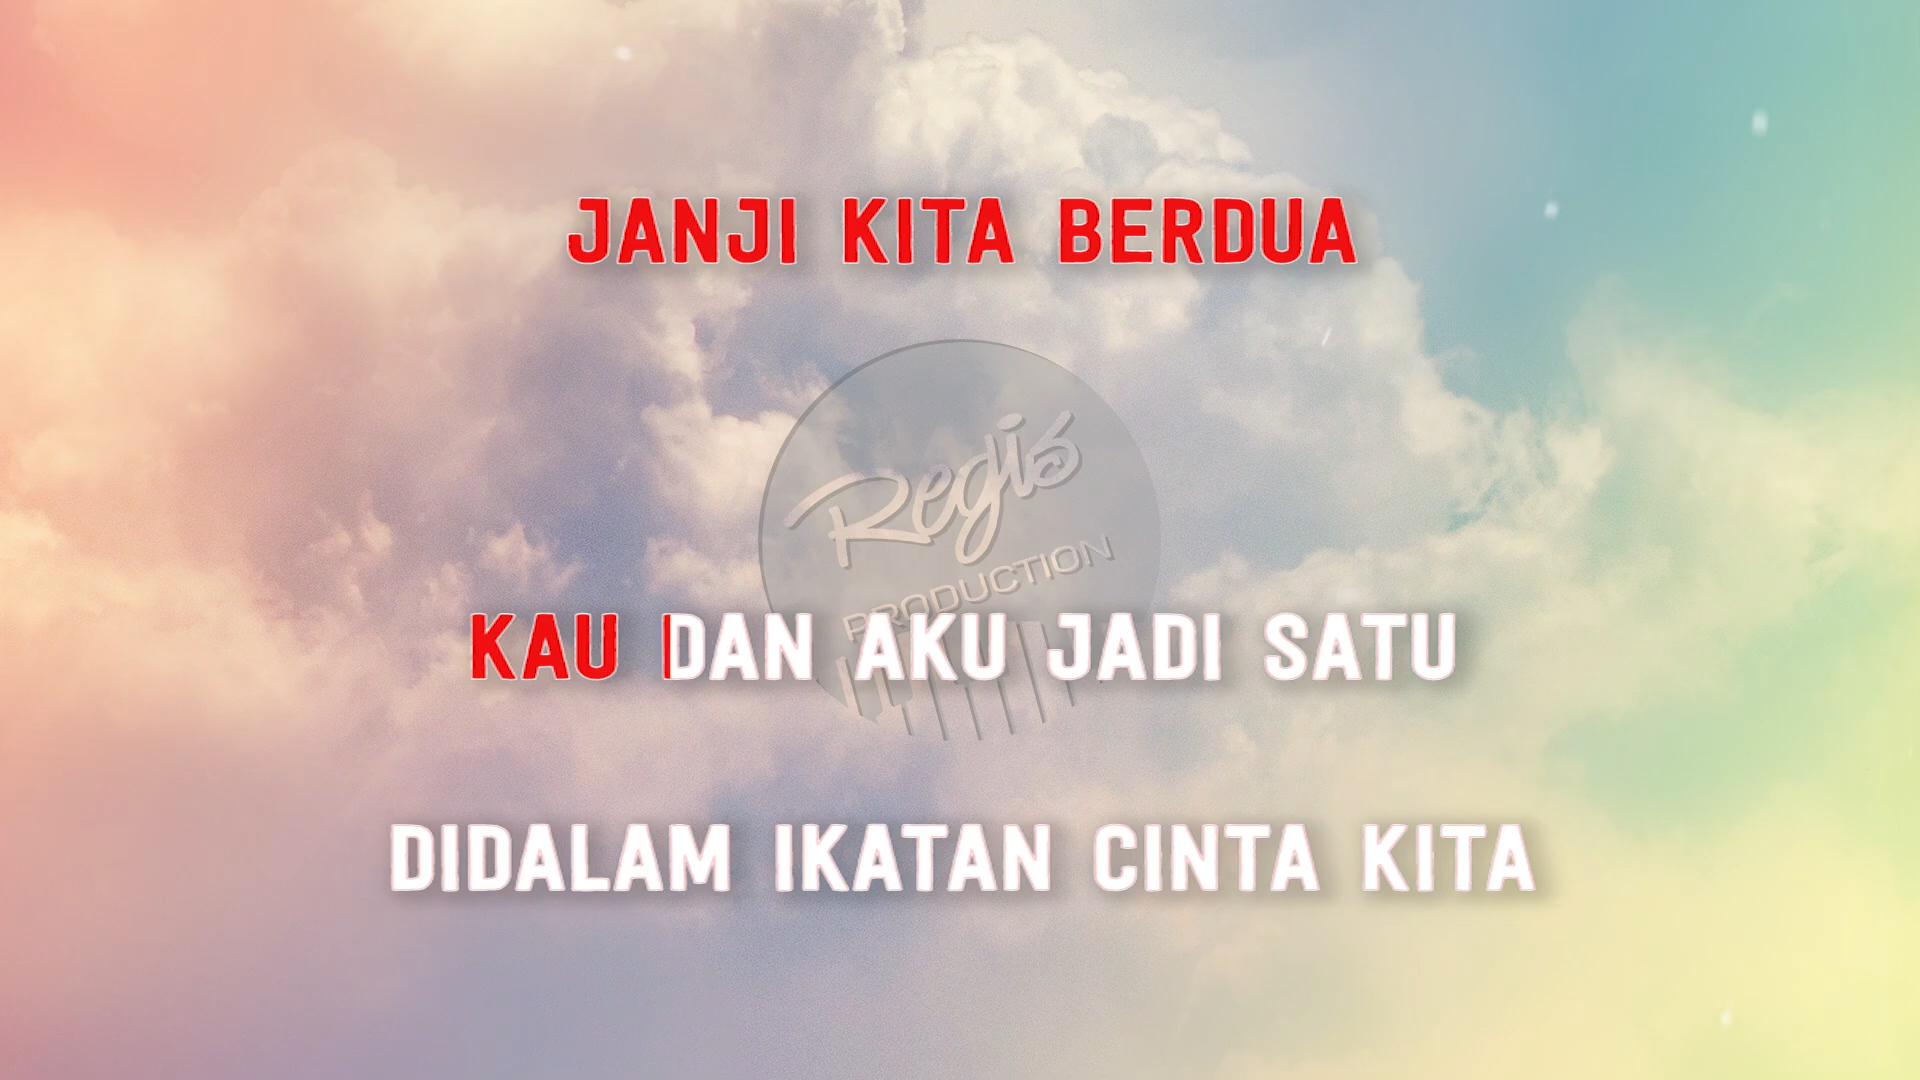 JANJI KITA BERDUA
Regis
PRODUCTION
KAU DAN AKU JADI SATU
DIDALAM IKATAN CINTA KITA